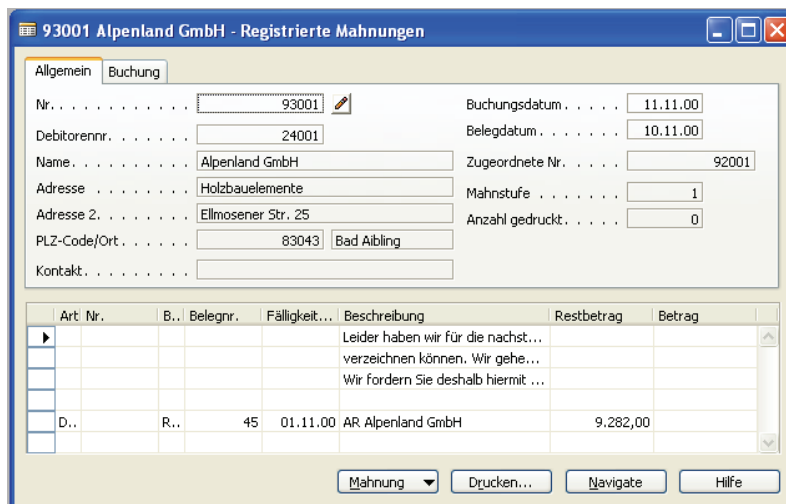 93001 Alpenland GmbH - Registrierte Mahnungen
Allgemein Buchung
Nr. . . . . . . . . . . . . 93001
Debitorennr. . . . . . . . 24001
Name. . . . . . . . . . . Alpenland GmbH
Adresse . . . . . . . . . Holzbauelemente
Adresse 2. . . . . . . . . Ellmosener Str. 25
PLZ-Code/Ort . . . . . . 83043 Bad Aibling
Kontakt. . . . . . . . . .
Buchungsdatum . . . . . 11.11.00
Belegdatum . . . . . . . 10.11.00
Zugeordnete Nr. . . . . 92001
Mahnstufe . . . . . . . 1
Anzahl gedruckt. . . . . 0
Art Nr. B.. Belegnr. Fälligkeit... Beschreibung Restbetrag Betrag
Leider haben wir für die nachst...
verzeichnen können. Wir gehe...
Wir fordern Sie deshalb hiermit ...
D.. R.. 45 01.11.00 AR Alpenland GmbH 9.282,00
Mahnung Drucken... Navigate Hilfe